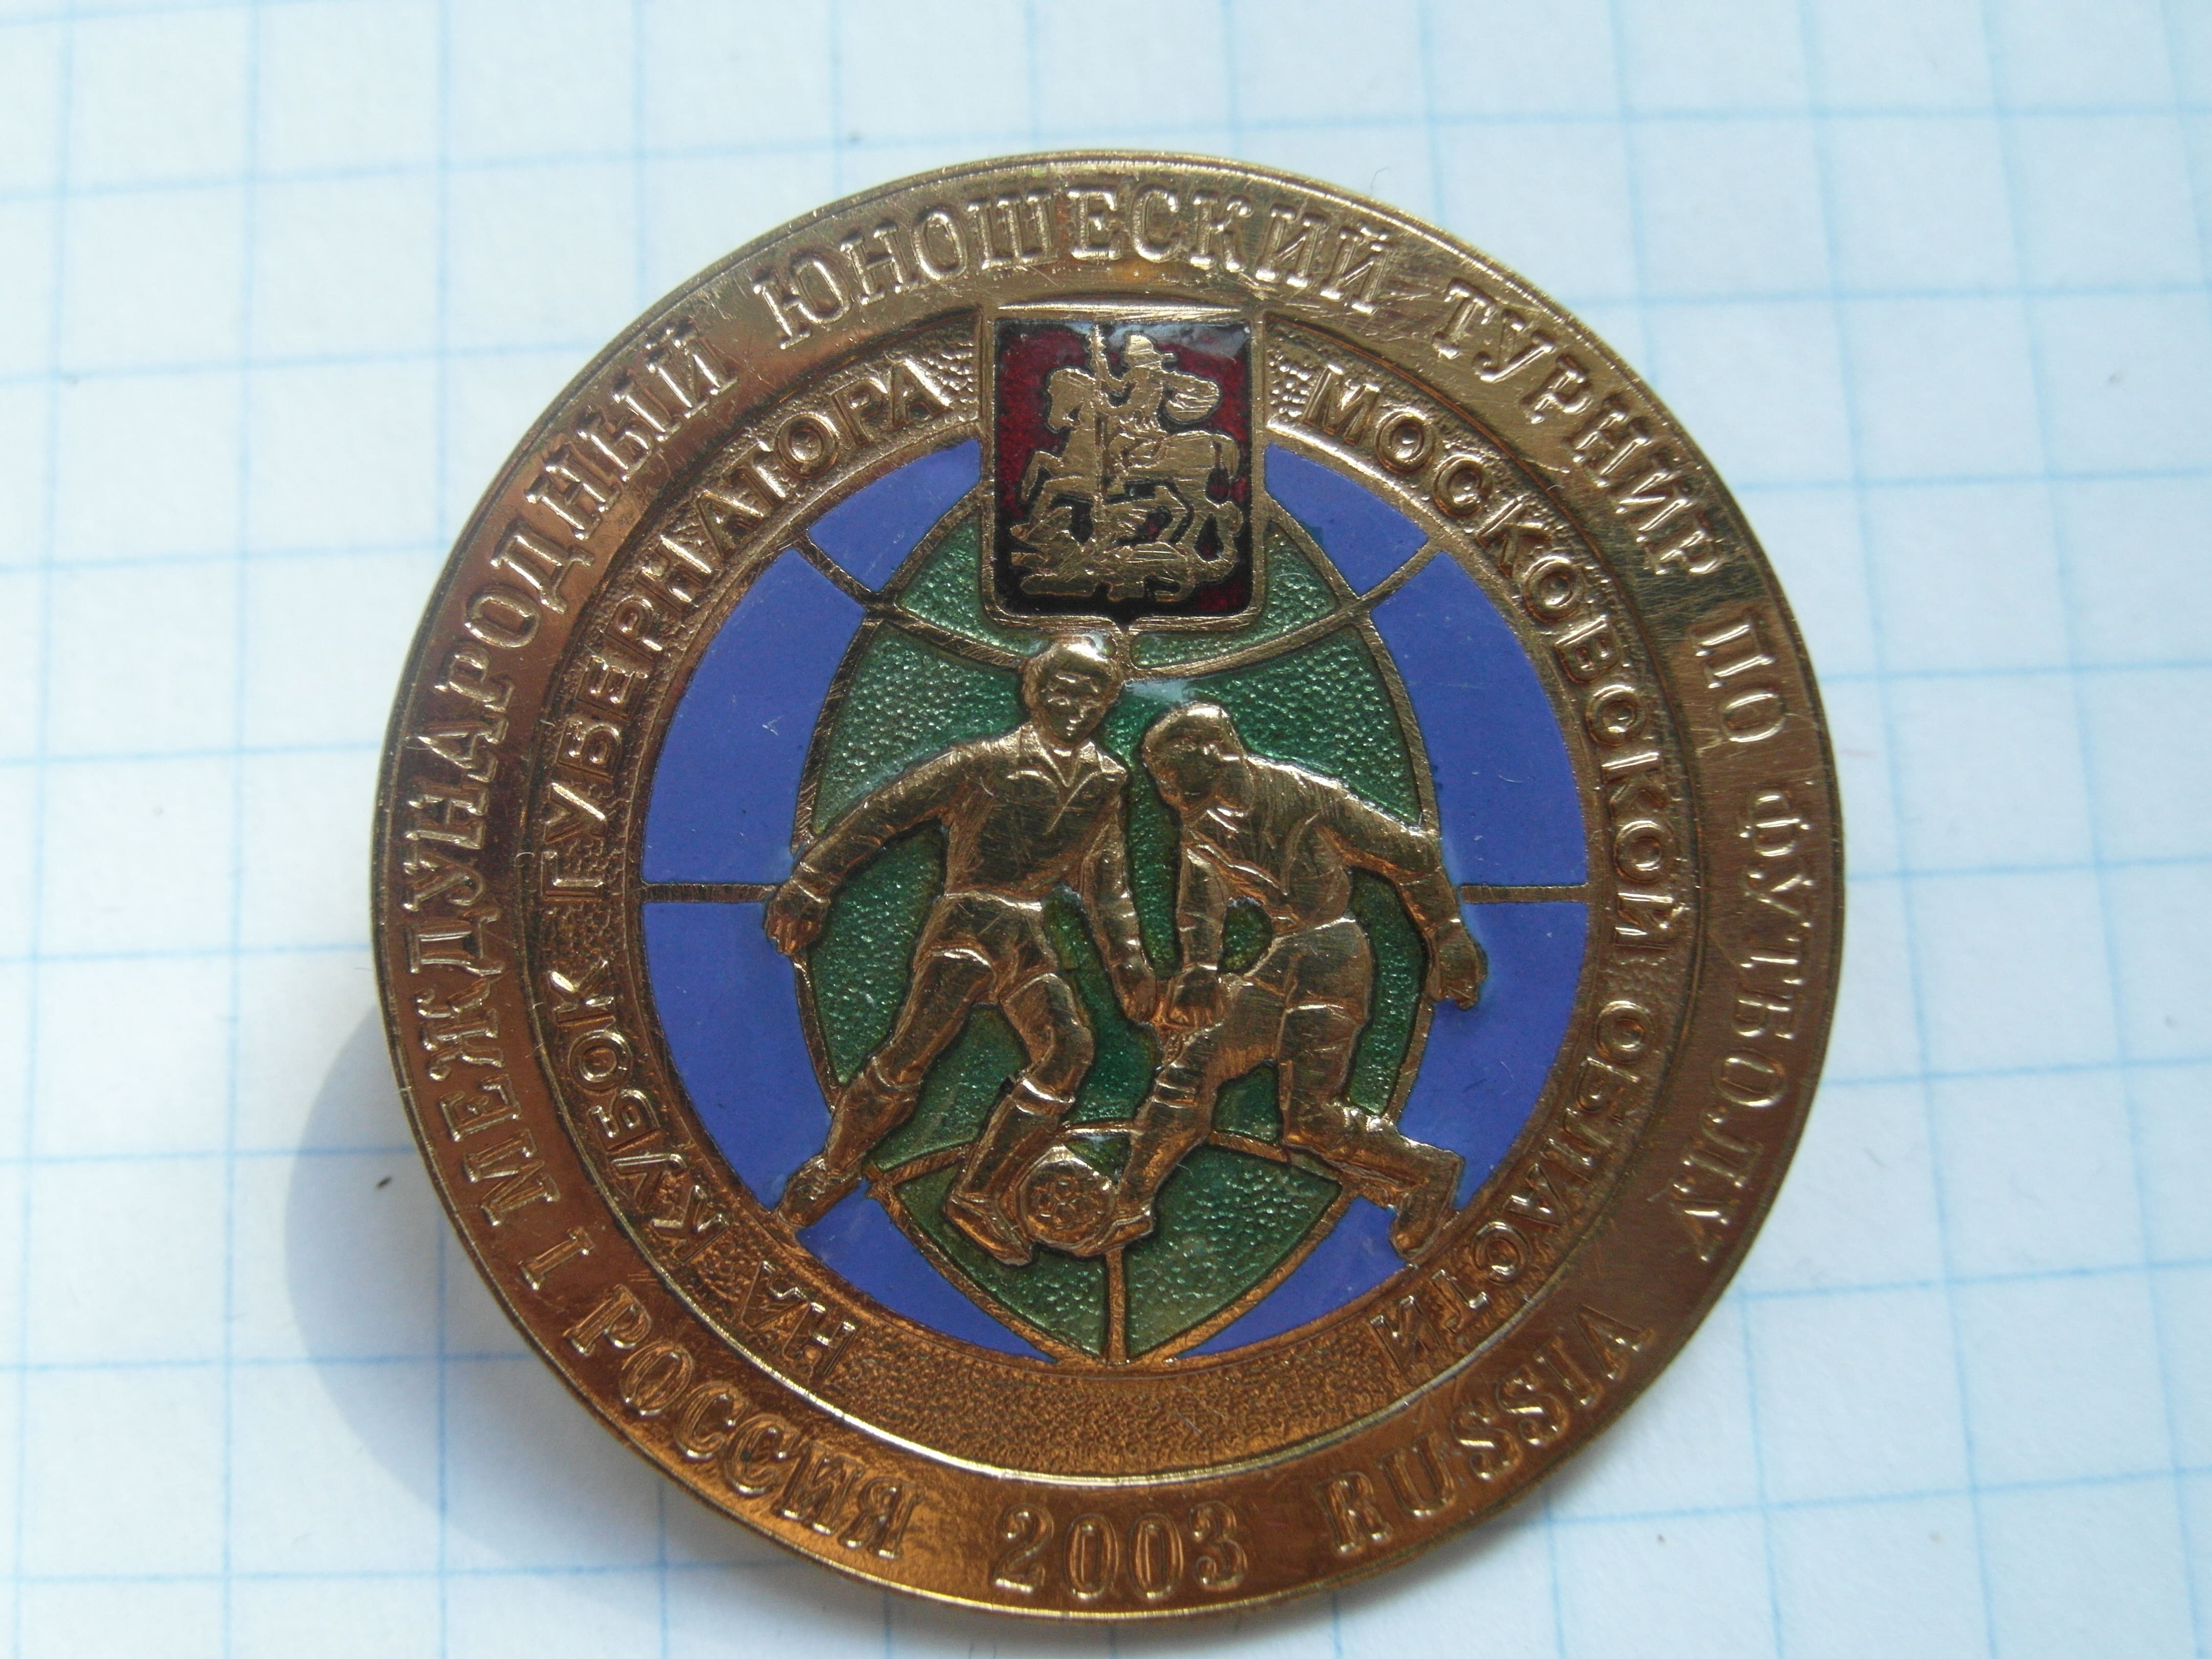 I МЕЖДУНАРОДНЫЙ ЮНОШЕСКИЙ ТУРНИР ПО ФУТБОЛУ
НА КУБОК ГУБЕРНАТОРА МОСКОВСКОЙ ОБЛАСТИ
РОССИЯ 2003 RUSSIA